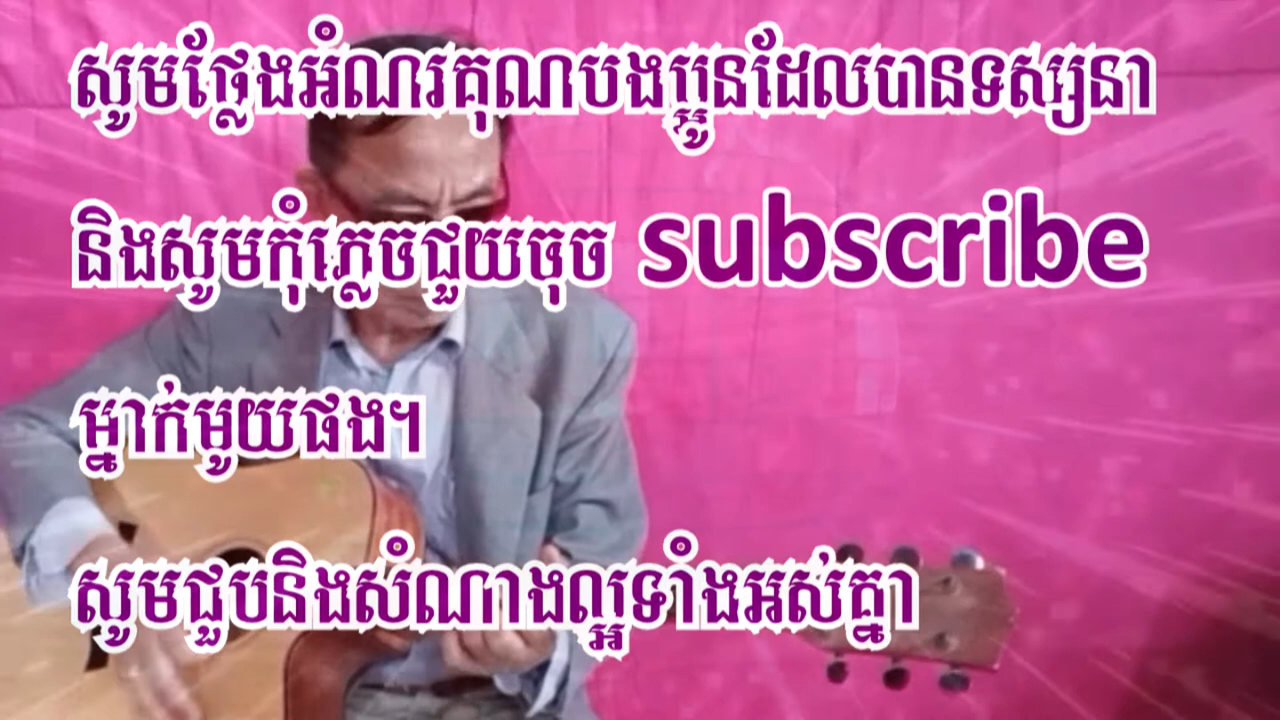 សូមថ្លែងអំណរគុណបងប្អូនដែលបានទស្សនា
និងសូមកុំភ្លេចជួយចុច subscribe
ម្នាក់មួយផង។
សូមជួបនិងសំណាងល្អទាំងអស់គ្នា